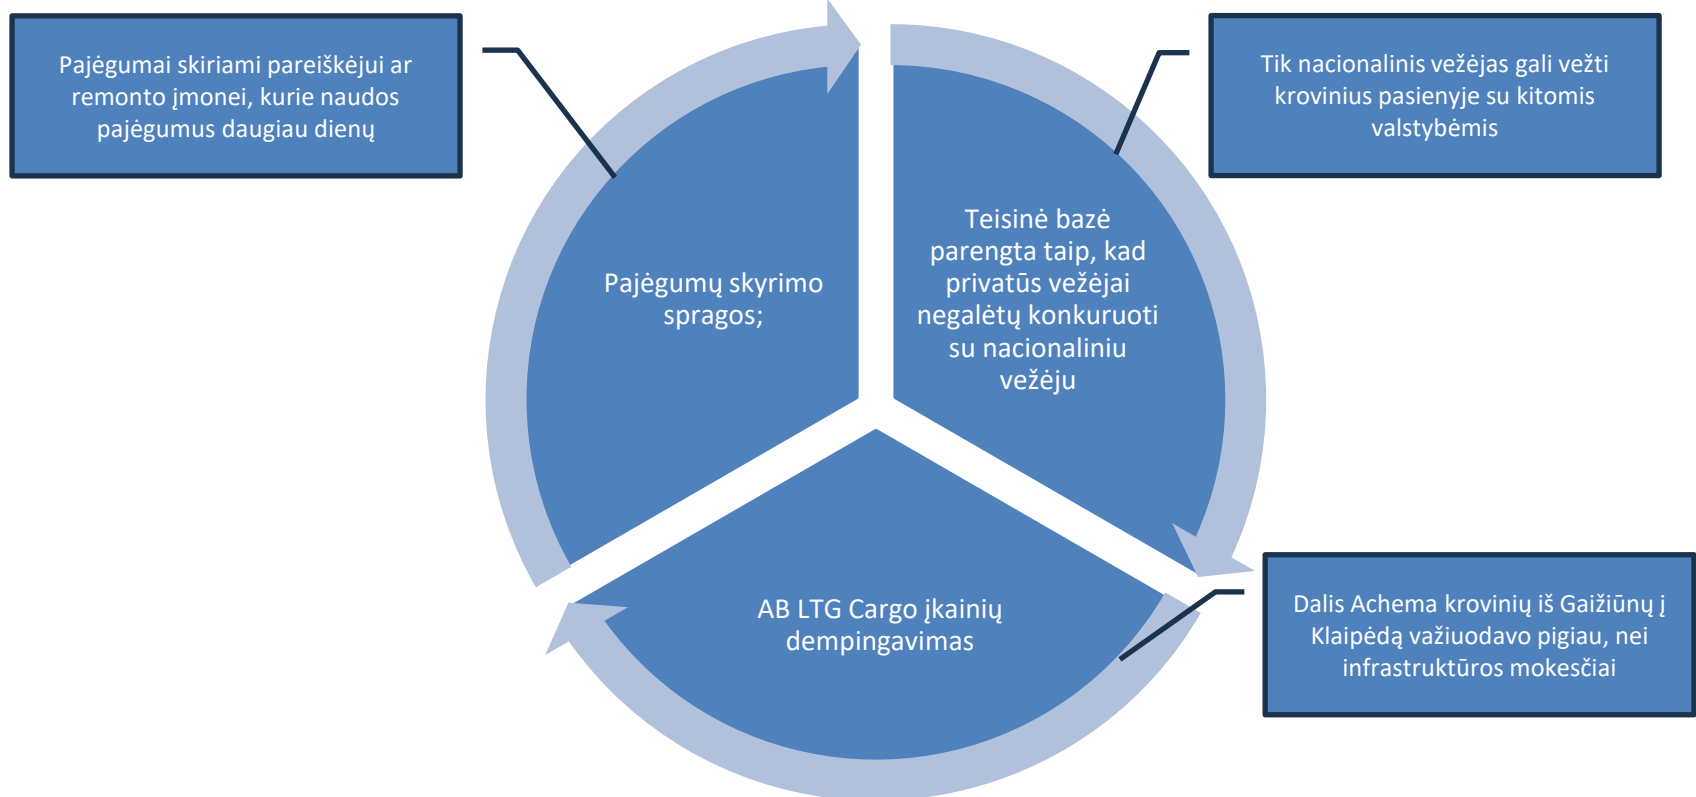 Pajėgumai skiriami pareiškėjui ar
remonto įmonei, kurie naudos
pajėgumus daugiau dienų
Tik nacionalinis vežėjas gali vežti
krovinius pasienyje su kitomis
valstybėmis
Pajėgumų skyrimo
spragos;
Teisinė bazė
parengta taip, kad
privatūs vežėjai
negalėtų konkuruoti
su nacionaliniu
vežėju
AB LTG Cargo įkainių
dempingavimas
Dalis Achema krovinių iš Gaižiūnų į
Klaipėdą važiuodavo pigiau, nei
infrastruktūros mokesčiai